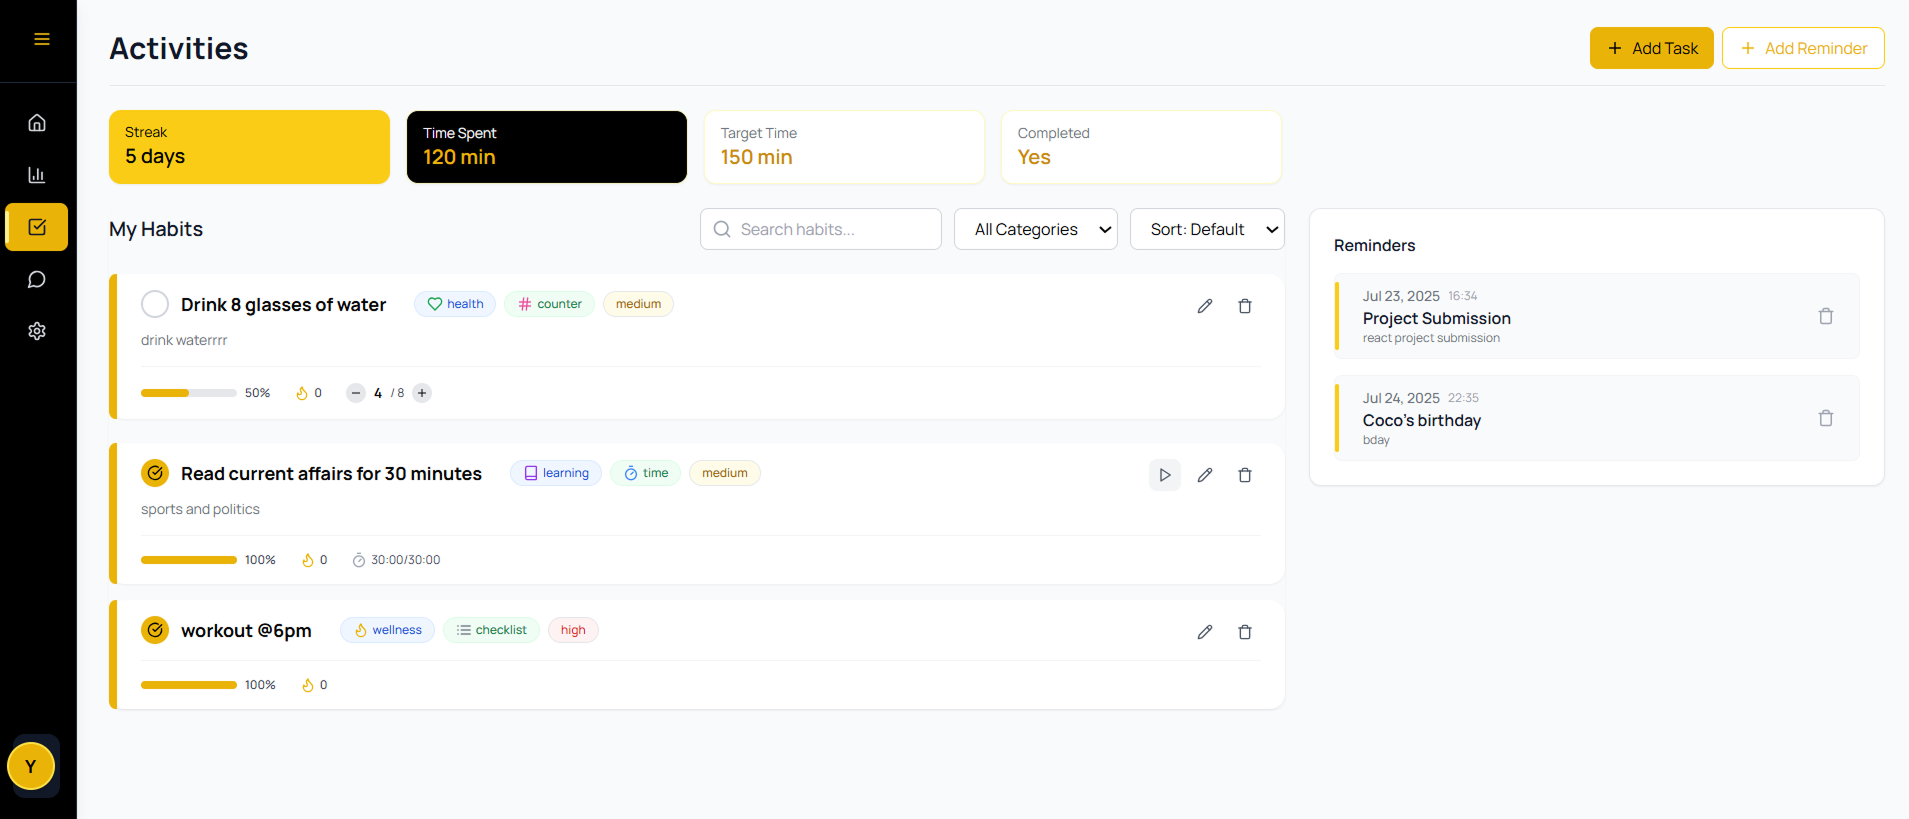 Activities
Add Task
Add Reminder
Streak
5 days
Time Spent
120 min
Target Time
150 min
Completed
Yes
My Habits
Search habits...
All Categories
Sort: Default
Drink 8 glasses of water
health
# counter
medium
drink waterrrr
50%
0
4 / 8
Read current affairs for 30 minutes
learning
time
medium
sports and politics
100%
0
30:00/30:00
workout @6pm
wellness
checklist
high
100%
0
Reminders
Jul 23, 2025 16:34
Project Submission
react project submission
Jul 24, 2025 22:35
Coco's birthday
bday
Y